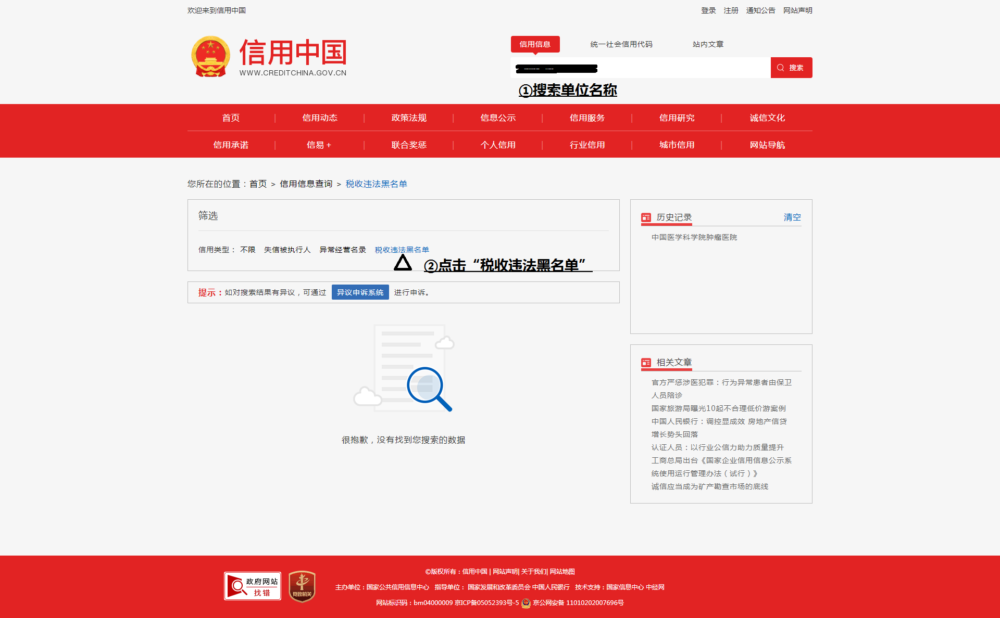 欢迎来到信用中国
登录 注册 通知公告 网站声明
信用中国
WWW.CREDITCHINA.GOV.CN
信用信息 统一社会信用代码 站内文章
搜索
①搜索单位名称
首页 | 信用动态 | 政策法规 | 信息公示 | 信用服务 | 信用研究 | 诚信文化
信用承诺 | 信易+ | 联合奖惩 | 个人信用 | 行业信用 | 城市信用 | 网站导航
您所在的位置：首页 > 信用信息查询 > 税收违法黑名单
筛选
信用类型： 不限 失信被执行人 异常经营名录 税收违法黑名单
②点击“税收违法黑名单”
提示：如对搜索结果有异议，可通过 异议申诉系统 进行申诉。
很抱歉，没有找到您搜索的数据
历史记录 清空
中国医学科学院肿瘤医院
相关文章
官方严惩涉医犯罪：行为异常患者由保卫
人员陪诊
国家旅游局曝光10起不合理低价游案例
中国人民银行：调控显成效 房地产信贷
增长势头回落
认证人员：以行业公信力助力质量提升
工商总局出台《国家企业信用信息公示系
统使用运行管理办法（试行）》
诚信应当成为矿产勘查市场的底线
政府网站
找错
党政机关
©版权所有：信用中国 | 网站声明| 关于我们| 网站地图
主办单位：国家公共信用信息中心 指导单位： 国家发展和改革委员会 中国人民银行 技术支持：国家信息中心 中经网
网站标识码：bm04000009 京ICP备05052393号-5 京公网安备 11010202007696号